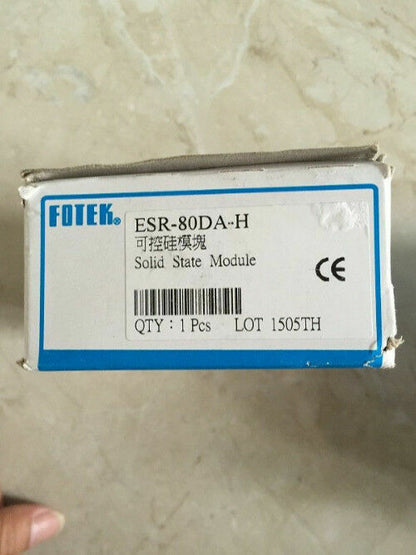 FOTEK®
ESR-80DA-H
可控硅模塊
Solid State Module
CE
QTY : 1 Pcs LOT 1505TH